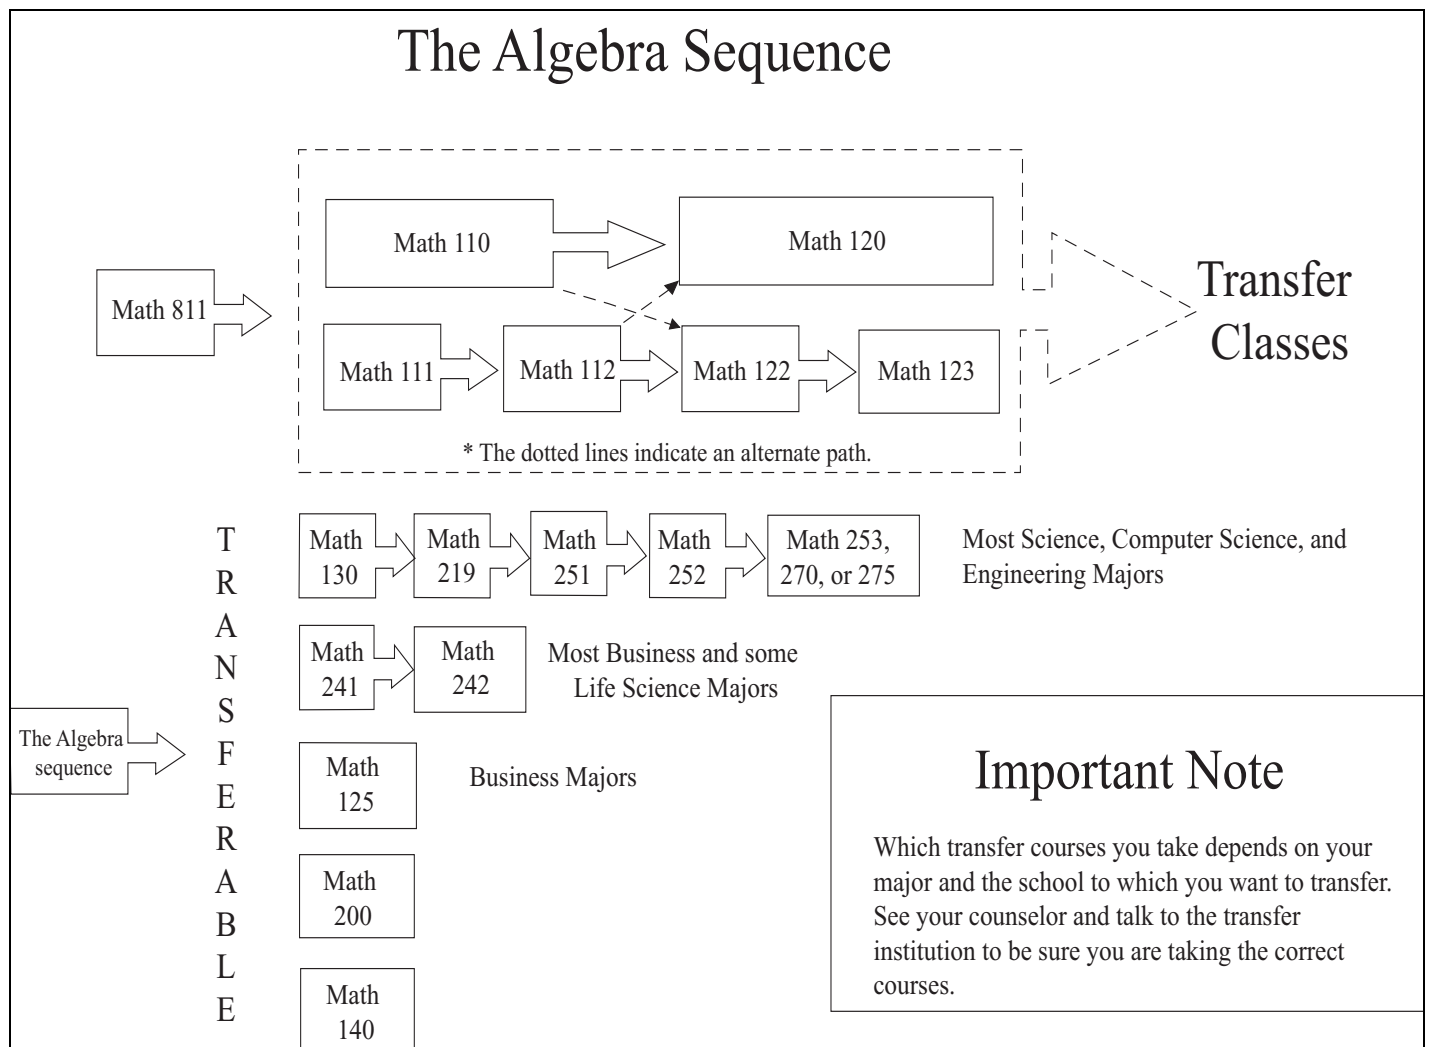 The Algebra Sequence
Math 110
Math 120
Math 811
Transfer
Classes
Math 111
Math 112
Math 122
Math 123
* The dotted lines indicate an alternate path.
T
R
A
N
S
F
E
R
A
B
L
E
Math
130
Math
219
Math
251
Math
252
Math 253,
270, or 275
Most Science, Computer Science, and
Engineering Majors
Math
241
Math
242
Most Business and some
Life Science Majors
The Algebra
sequence
Math
125
Business Majors
Math
200
Math
140
Important Note
Which transfer courses you take depends on your
major and the school to which you want to transfer.
See your counselor and talk to the transfer
institution to be sure you are taking the correct
courses.